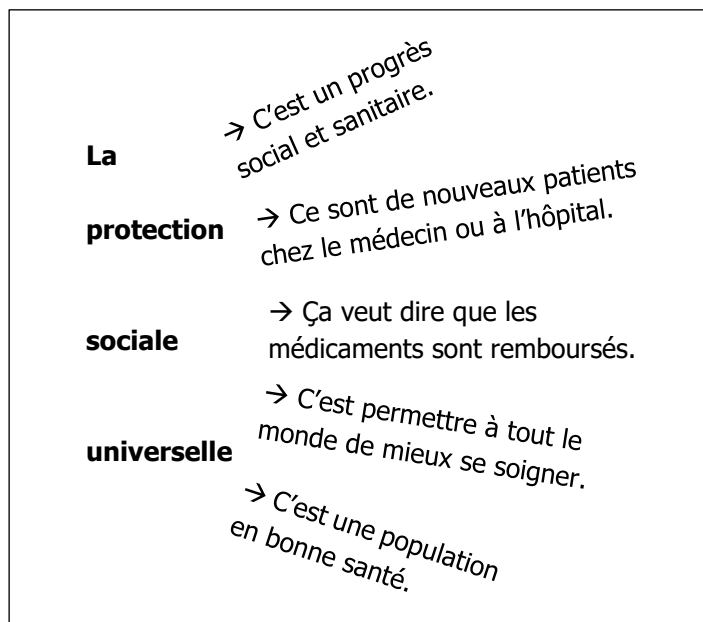 La
protection
sociale
universelle
→ C’est un progrès
social et sanitaire.
→ Ce sont de nouveaux patients
chez le médecin ou à l’hôpital.
→ Ça veut dire que les
médicaments sont remboursés.
→ C’est permettre à tout le
monde de mieux se soigner.
→ C’est une population
en bonne santé.